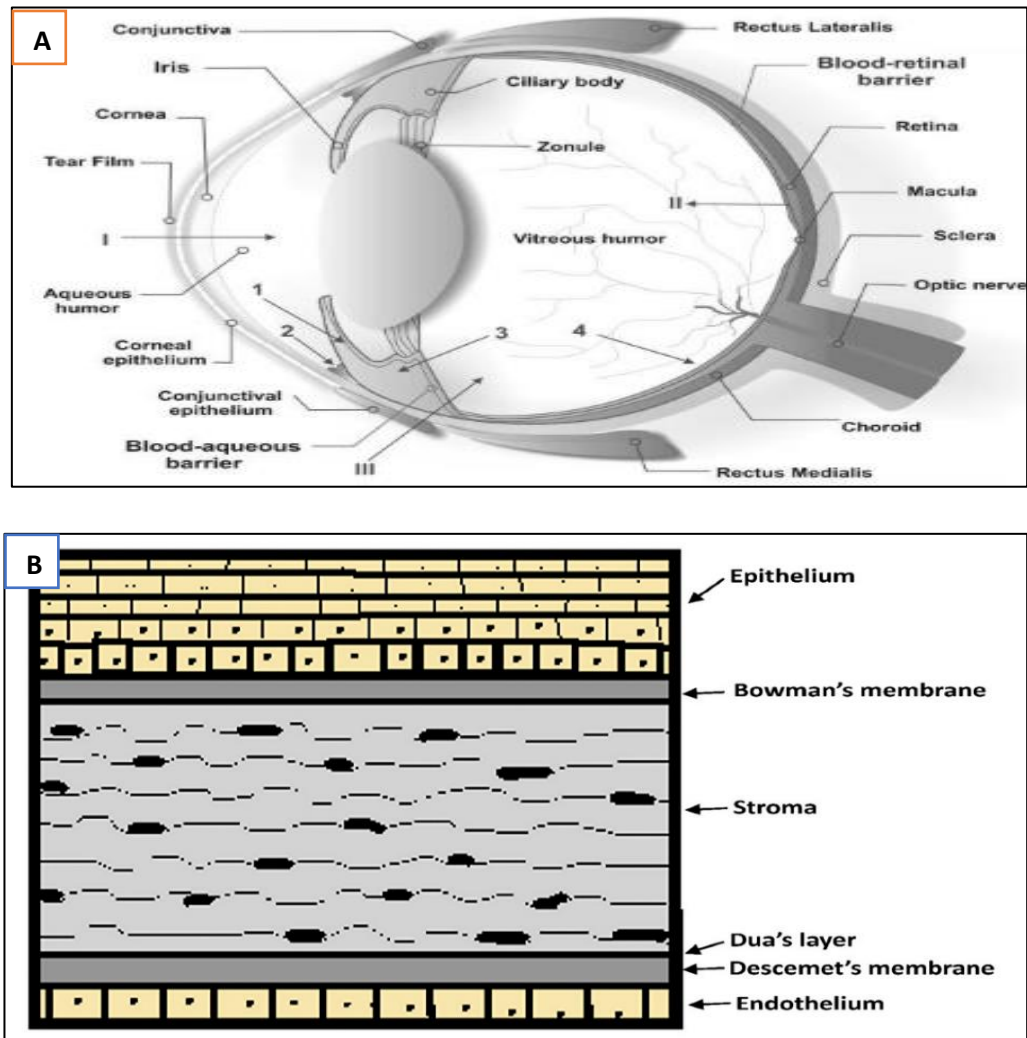 A
Conjunctiva
Rectus Lateralis
Iris
Ciliary body
Blood-retinal
barrier
Cornea
Retina
Tear Film
Zonule
Macula
II
I
Vitreous humor
Sclera
Aqueous
humor
Optic nerve
1
2
3
4
Corneal
epithelium
Conjunctival
epithelium
Choroid
Blood-aqueous
barrier
III
Rectus Medialis
B
Epithelium
Bowman's membrane
Stroma
Dua's layer
Descemet's membrane
Endothelium